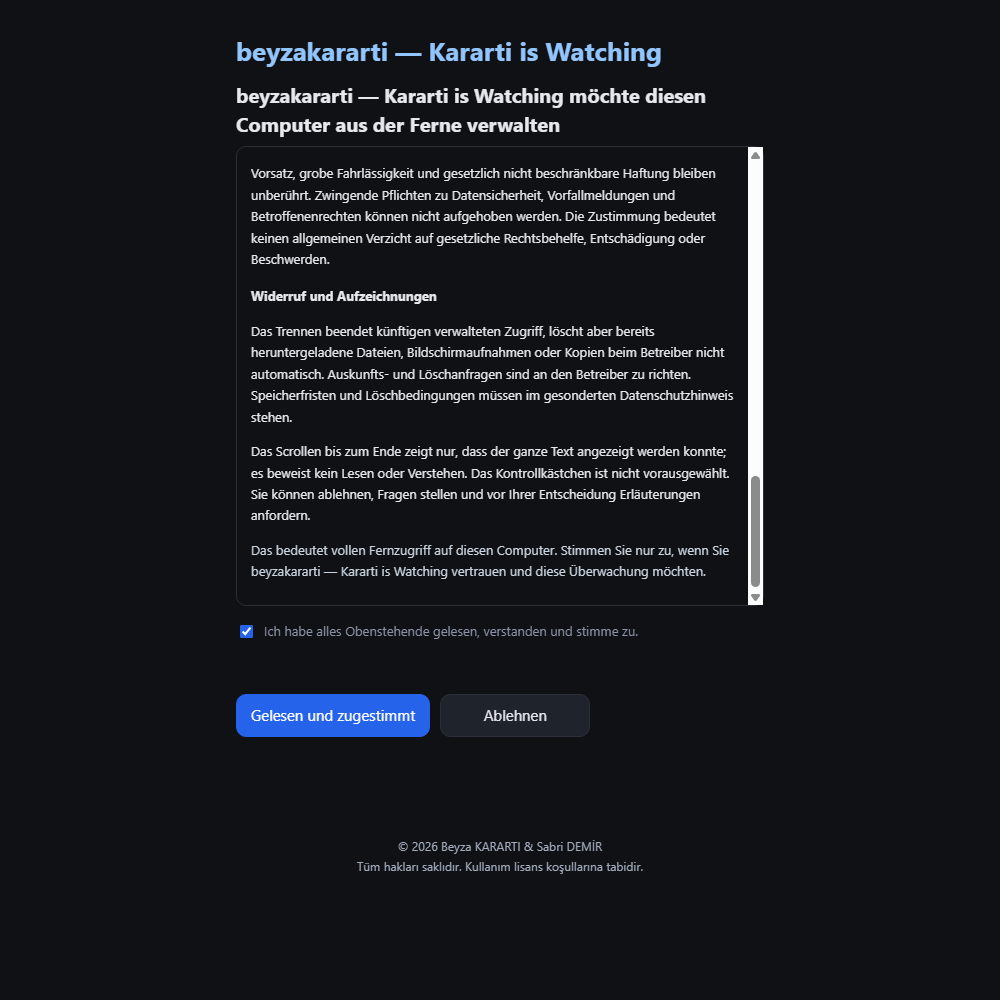 beyzakararti — Kararti is Watching
beyzakararti — Kararti is Watching möchte diesen
Computer aus der Ferne verwalten
Vorsatz, grobe Fahrlässigkeit und gesetzlich nicht beschränkbare Haftung bleiben
unberührt. Zwingende Pflichten zu Datensicherheit, Vorfallmeldungen und
Betroffenenrechten können nicht aufgehoben werden. Die Zustimmung bedeutet
keinen allgemeinen Verzicht auf gesetzliche Rechtsbehelfe, Entschädigung oder
Beschwerden.
Widerruf und Aufzeichnungen
Das Trennen beendet künftigen verwalteten Zugriff, löscht aber bereits
heruntergeladene Dateien, Bildschirmaufnahmen oder Kopien beim Betreiber nicht
automatisch. Auskunfts- und Löschanfragen sind an den Betreiber zu richten.
Speicherfristen und Löschbedingungen müssen im gesonderten Datenschutzhinweis
stehen.
Das Scrollen bis zum Ende zeigt nur, dass der ganze Text angezeigt werden konnte;
es beweist kein Lesen oder Verstehen. Das Kontrollkästchen ist nicht vorausgewählt.
Sie können ablehnen, Fragen stellen und vor Ihrer Entscheidung Erläuterungen
anfordern.
Das bedeutet vollen Fernzugriff auf diesen Computer. Stimmen Sie nur zu, wenn Sie
beyzakararti — Kararti is Watching vertrauen und diese Überwachung möchten.
Ich habe alles Obenstehende gelesen, verstanden und stimme zu.
Gelesen und zugestimmt
Ablehnen
© 2026 Beyza KARARTI & Sabri DEMİR
Tüm hakları saklıdır. Kullanım lisans koşullarına tabidir.